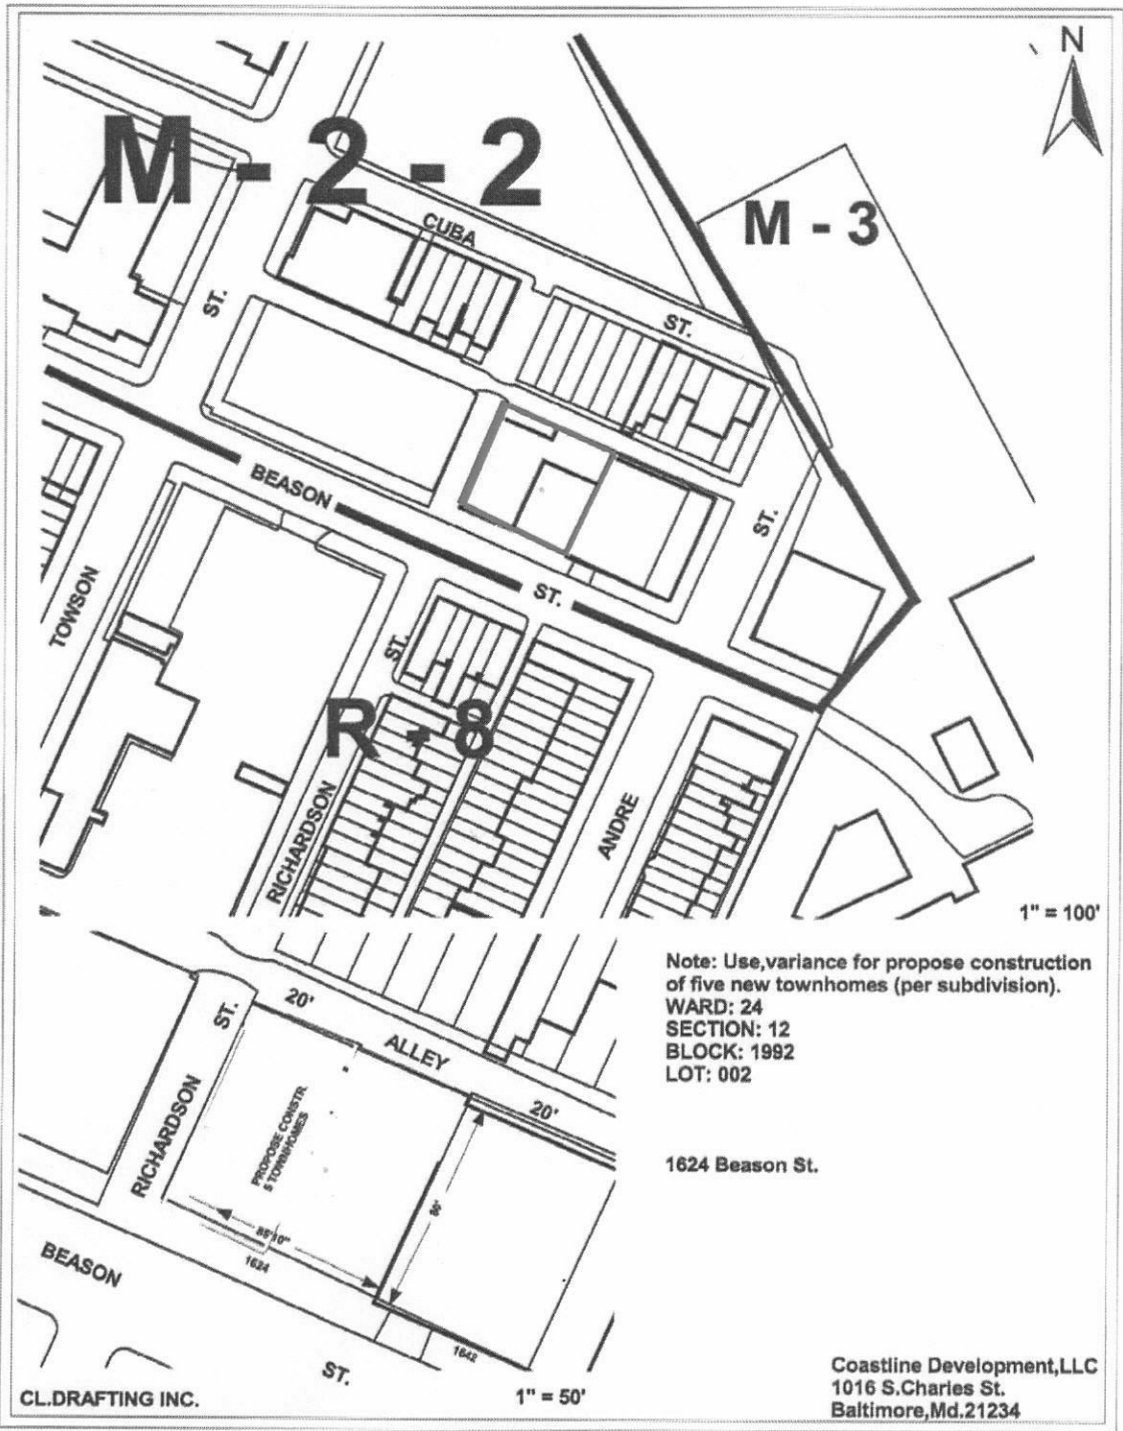 N
M - 2 - 2
M - 3
CUBA
ST.
ST.
BEASON
ST.
ST.
TOWSON
ST.
R - 8
RICHARDSON
ANDRE
1" = 100'
20'
ST.
ALLEY
20'
RICHARDSON
PROPOSE CONSTR.
5 TOWNHOMES
80'
85'10"
1624
BEASON
1642
ST.
Note: Use,variance for propose construction
of five new townhomes (per subdivision).
WARD: 24
SECTION: 12
BLOCK: 1992
LOT: 002
1624 Beason St.
CL.DRAFTING INC.
1" = 50'
Coastline Development,LLC
1016 S.Charles St.
Baltimore,Md.21234